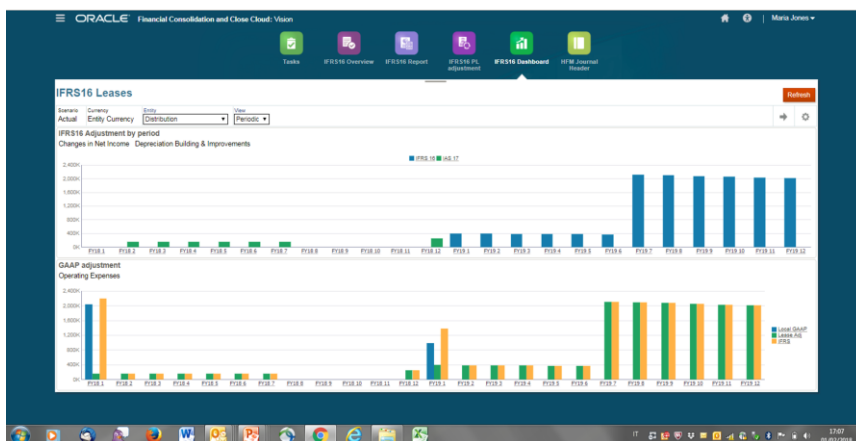 ORACLE Financial Consolidation and Close Cloud: Vision
Maria Jones
Tasks
IFRS16 Overview
IFRS16 Report
IFRS16 PL
adjustment
IFRS16 Dashboard
HFM Journal
Header
IFRS16 Leases
Refresh
Scenario Currency Entity View
Actual Entity Currency Distribution Periodic
IFRS16 Adjustment by period
Changes in Net Income Depreciation Building & Improvements
IFRS 16 IAS 17
2,400K
2,000K
1,600K
1,200K
800K
400K
0K
FY18.1 FY18.2 FY18.3 FY18.4 FY18.5 FY18.6 FY18.7 FY18.8 FY18.9 FY18.10 FY18.11 FY18.12 FY19.1 FY19.2 FY19.3 FY19.4 FY19.5 FY19.6 FY19.7 FY19.8 FY19.9 FY19.10 FY19.11 FY19.12
GAAP adjustment
Operating Expenses
2,400K
2,000K
1,600K
1,200K
800K
400K
0K
Local GAAP
Lease AG
IFRS
FY18.1 FY18.2 FY18.3 FY18.4 FY18.5 FY18.6 FY18.7 FY18.8 FY18.9 FY18.10 FY18.11 FY18.12 FY19.1 FY19.2 FY19.3 FY19.4 FY19.5 FY19.6 FY19.7 FY19.8 FY19.9 FY19.10 FY19.11 FY19.12
IT
17:07
01/02/2018